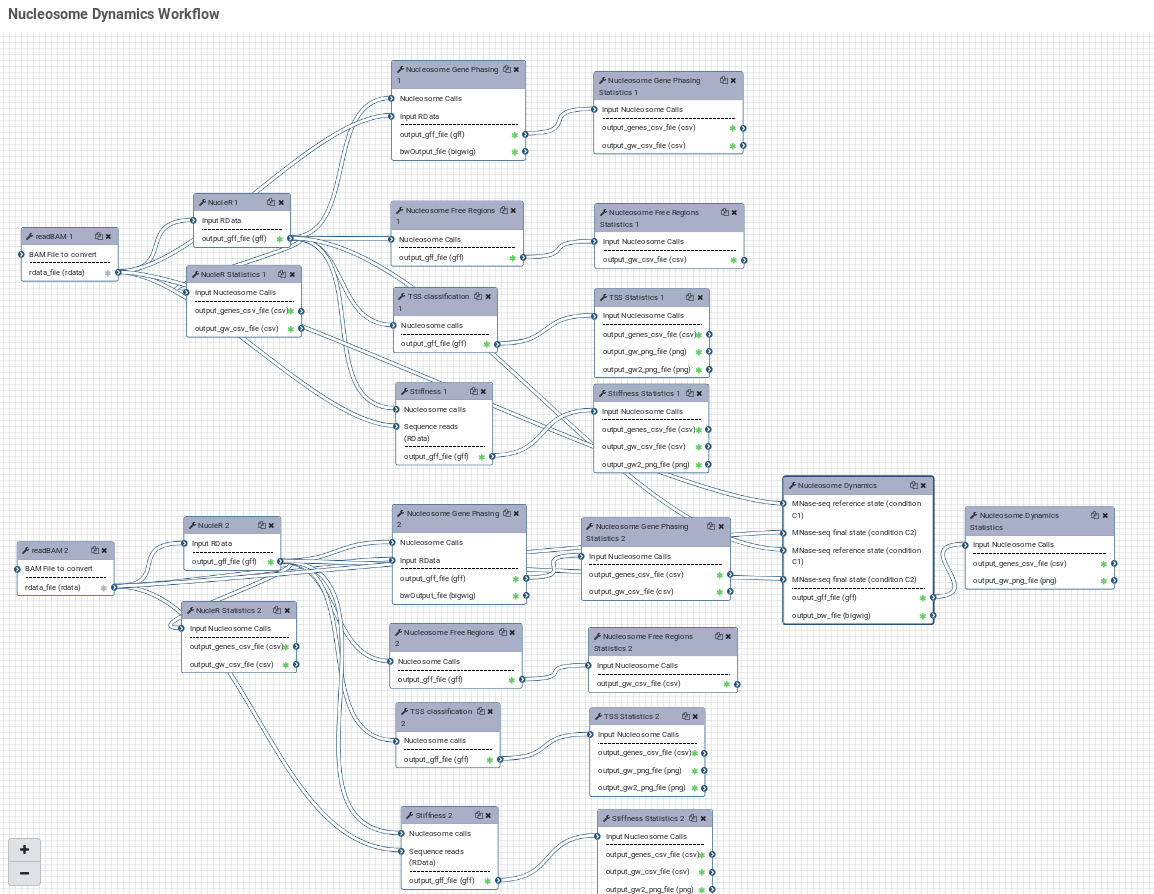 Nucleosome Dynamics Workflow
readBAM 1
BAM File to convert
rdata_file (rdata)
NucleR 1
Input RData
output_gff_file (gff)
NucleR Statistics 1
Input Nucleosome Calls
output_genes_csv_file (csv)
output_gw_csv_file (csv)
Nucleosome Gene Phasing
1
Nucleosome Calls
Input RData
output_gff_file (gff)
bwOutput_file (bigwig)
Nucleosome Gene Phasing
Statistics 1
Input Nucleosome Calls
output_genes_csv_file (csv)
output_gw_csv_file (csv)
Nucleosome Free Regions
1
Nucleosome Calls
output_gff_file (gff)
Nucleosome Free Regions
Statistics 1
Input Nucleosome Calls
output_gw_csv_file (csv)
TSS classification
1
Nucleosome calls
output_gff_file (gff)
TSS Statistics 1
Input Nucleosome Calls
output_genes_csv_file (csv)
output_gw_png_file (png)
output_gw2_png_file (png)
Stiffness 1
Nucleosome calls
Sequence reads
(RData)
output_gff_file (gff)
Stiffness Statistics 1
Input Nucleosome Calls
output_genes_csv_file (csv)
output_gw_csv_file (csv)
output_gw2_png_file (png)
Nucleosome Dynamics
MNase-seq reference state (condition
C1)
MNase-seq final state (condition C2)
MNase-seq reference state (condition
C1)
MNase-seq final state (condition C2)
output_gff_file (gff)
output_bw_file (bigwig)
Nucleosome Dynamics
Statistics
Input Nucleosome Calls
output_genes_csv_file (csv)
output_gw_png_file (png)
readBAM 2
BAM File to convert
rdata_file (rdata)
NucleR 2
Input RData
output_gff_file (gff)
NucleR Statistics 2
Input Nucleosome Calls
output_genes_csv_file (csv)
output_gw_csv_file (csv)
Nucleosome Gene Phasing
2
Nucleosome Calls
Input RData
output_gff_file (gff)
bwOutput_file (bigwig)
Nucleosome Gene Phasing
Statistics 2
Input Nucleosome Calls
output_genes_csv_file (csv)
output_gw_csv_file (csv)
Nucleosome Free Regions
2
Nucleosome Calls
output_gff_file (gff)
Nucleosome Free Regions
Statistics 2
Input Nucleosome Calls
output_gw_csv_file (csv)
TSS classification
2
Nucleosome calls
output_gff_file (gff)
TSS Statistics 2
Input Nucleosome Calls
output_genes_csv_file (csv)
output_gw_png_file (png)
output_gw2_png_file (png)
Stiffness 2
Nucleosome calls
Sequence reads
(RData)
output_gff_file (gff)
Stiffness Statistics 2
Input Nucleosome Calls
output_genes_csv_file (csv)
output_gw_csv_file (csv)
output_gw2_png_file (png)